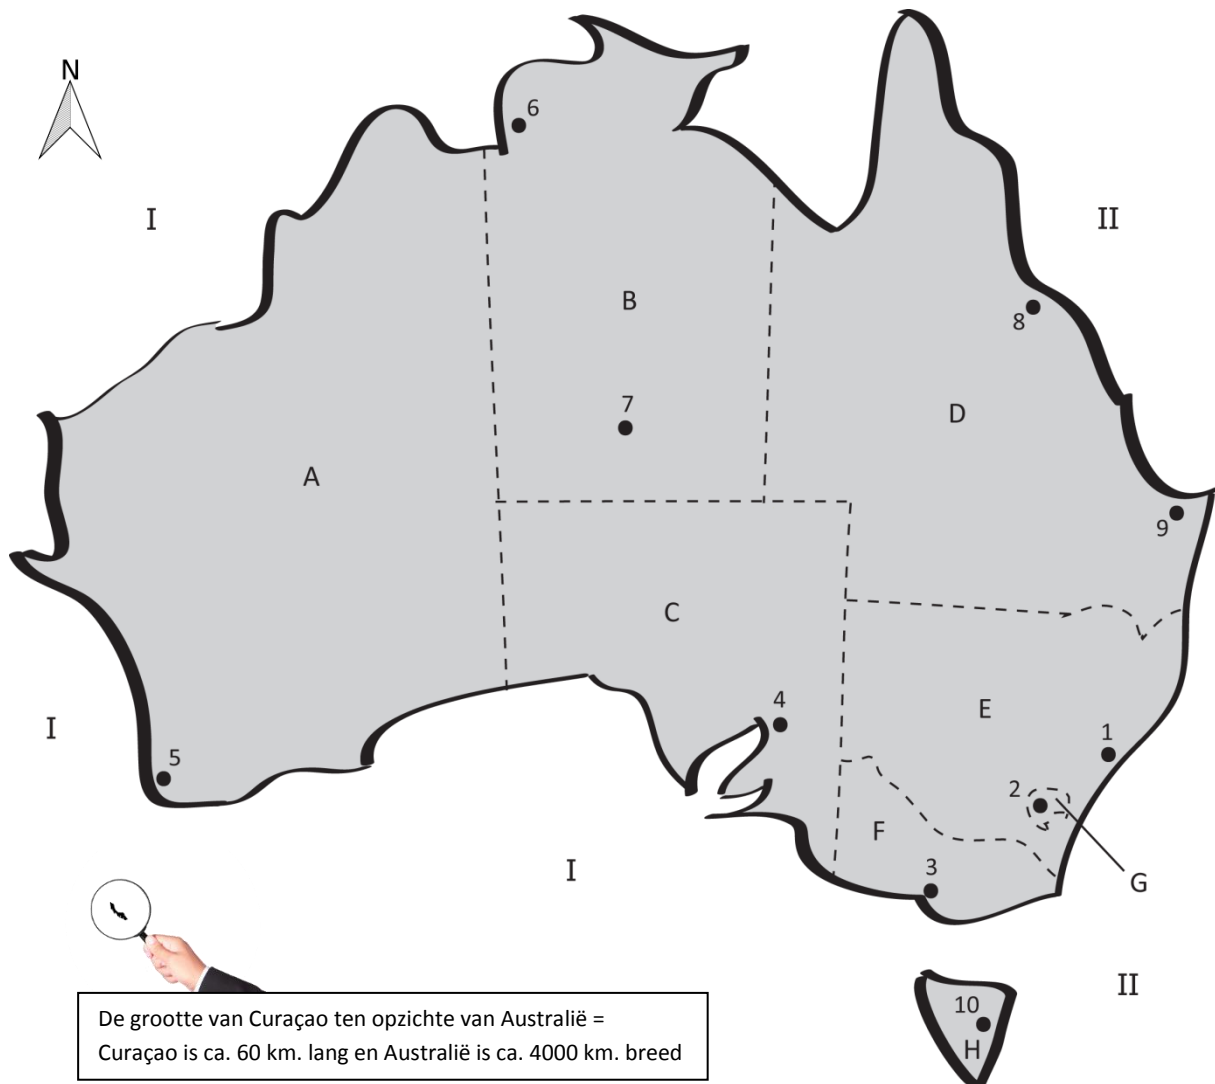 N
6
I
II
B
8
7
D
A
9
C
4
E
1
5
I
2
F
3
I
G
II
10
H
De grootte van Curaçao ten opzichte van Australië =
Curaçao is ca. 60 km. lang en Australië is ca. 4000 km. breed